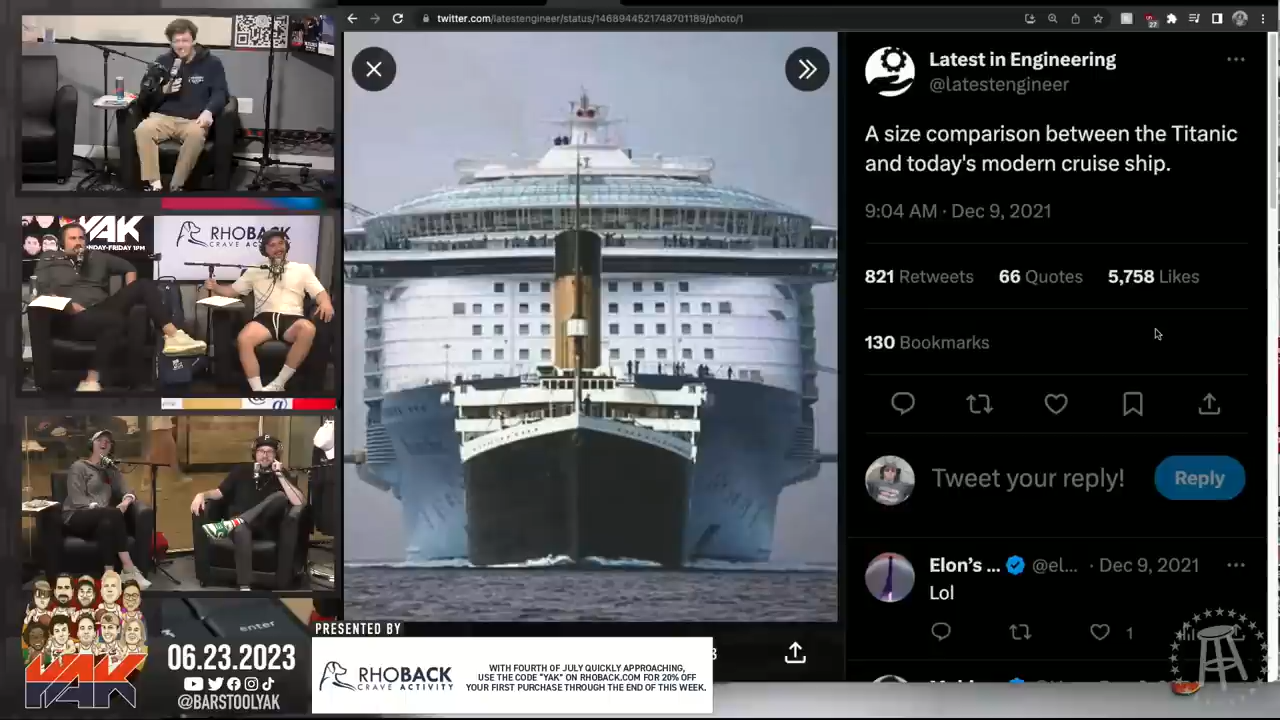 twitter.com/latestengineer/status/1468944521748701189/photo/1
27
Latest in Engineering
@latestengineer
A size comparison between the Titanic
and today's modern cruise ship.
9:04 AM · Dec 9, 2021
821 Retweets 66 Quotes 5,758 Likes
130 Bookmarks
Tweet your reply!
Reply
Elon's ... @el... · Dec 9, 2021
Lol
1
YAK
MONDAY-FRIDAY 1PM
RHOBACK
CRAVE ACTIVITY
enter
YAK
06.23.2023
@BARSTOOLYAK
PRESENTED BY
RHOBACK
CRAVE ACTIVITY
WITH FOURTH OF JULY QUICKLY APPROACHING,
USE THE CODE "YAK" ON RHOBACK.COM FOR 20% OFF
YOUR FIRST PURCHASE THROUGH THE END OF THIS WEEK.